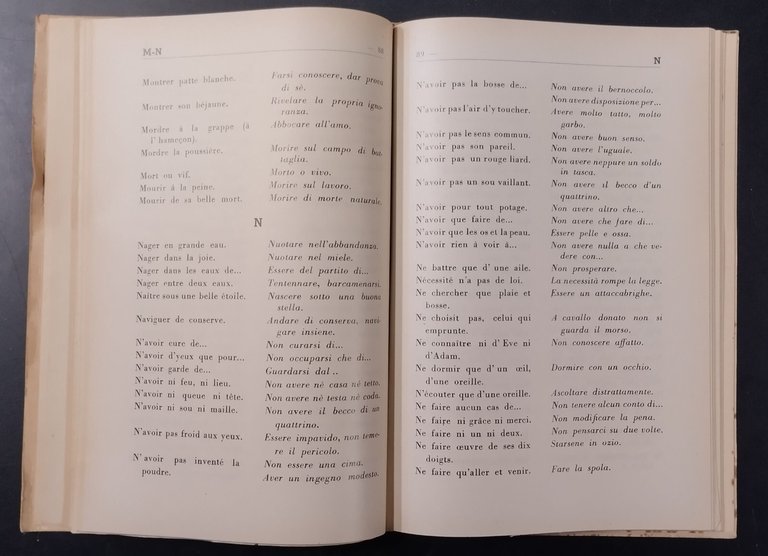 M-N
— 88
Montrer patte blanche.
Farsi conoscere, dar prova
di sè.
Montrer son béjaune.
Rivelare la propria igno-
ranza.
Mordre á la grappe (à
l'hameçon).
Abboccare all'amo.
Mordre la poussière.
Morire sul campo di bat-
taglia.
Mort ou vif.
Morto o vivo.
Mourir á la peine.
Morire sul lavoro.
Mourir de sa belle mort.
Morire di morte naturale.
N
Nager en grande eau.
Nuotare nell'abbandanza.
Nager dans la joie.
Nuotare nel miele.
Nager dans les eaux de...
Essere del partito di...
Nager entre deux eaux.
Tentennare, barcamenarsi.
Naître sous une belle étoile.
Nascere sotto una buona
stella.
Naviguer de conserve.
Andare di conserva, navi-
gare insiene.
N'avoir cure de...
Non curarsi di...
N'avoir d'yeux que pour...
Non occuparsi che di...
N'avoir garde de...
Guardarsi dal ..
N'avoir ni feu, ni lieu.
Non avere nè casa nè tetto.
N'avoir ni queue ni tête.
Non avere nè testa nè coda.
N'avoir ni sou ni maille.
Non avere il becco di un
quattrino.
N'avoir pas froid aux yeux.
Essere impavido, non teme-
re il pericolo.
N'avoir pas inventé la
poudre.
Non essere una cima.
Aver un ingegno modesto.
89 —
N
N'avoir pas la bosse de...
Non avere il bernoccolo.
Non avere disposizione per...
N'avoir pas l'air d'y toucher.
Avere molto tatto, molto
garbo.
N'avoir pas le sens commun.
Non avere buon senso.
N'avoir pas son pareil.
Non avere l'uguale.
N'avoir pas un rouge liard.
Non avere neppure un soldo
in tasca.
N'avoir pas un sou vaillant.
Non avere il becco d'un
quattrino.
N'avoir pour tout potage.
Non avere altro che...
N'avoir que faire de...
Non avere che fare di...
N'avoir que les os et la peau.
Essere pelle e ossa.
N'avoir rien á voir á...
Non avere nulla a che ve-
dere con...
Ne battre que d' une aile.
Non prosperare.
Nécessité n'a pas de loi.
La necessità rompe la legge.
Ne chercher que plaie et
bosse.
Essere un attaccabrighe.
Ne choisit pas, celui qui
emprunte.
A cavallo donato non si
guarda il morso.
Ne connaître ni d' Eve ni
d'Adam.
Non conoscere affatto.
Ne dormir que d' un œil,
d'une oreille.
Dormire con un occhio.
N'écouter que d'une oreille.
Ascoltare distrattamente.
Ne faire aucun cas de...
Non tenere alcun conto di...
Ne faire ni grâce ni merci.
Non modificare la pena.
Ne faire ni un ni deux.
Non pensarci su due volte.
Ne faire œuvre de ses dix
doigts.
Starsene in ozio.
Ne faire qu'aller et venir.
Fare la spola.